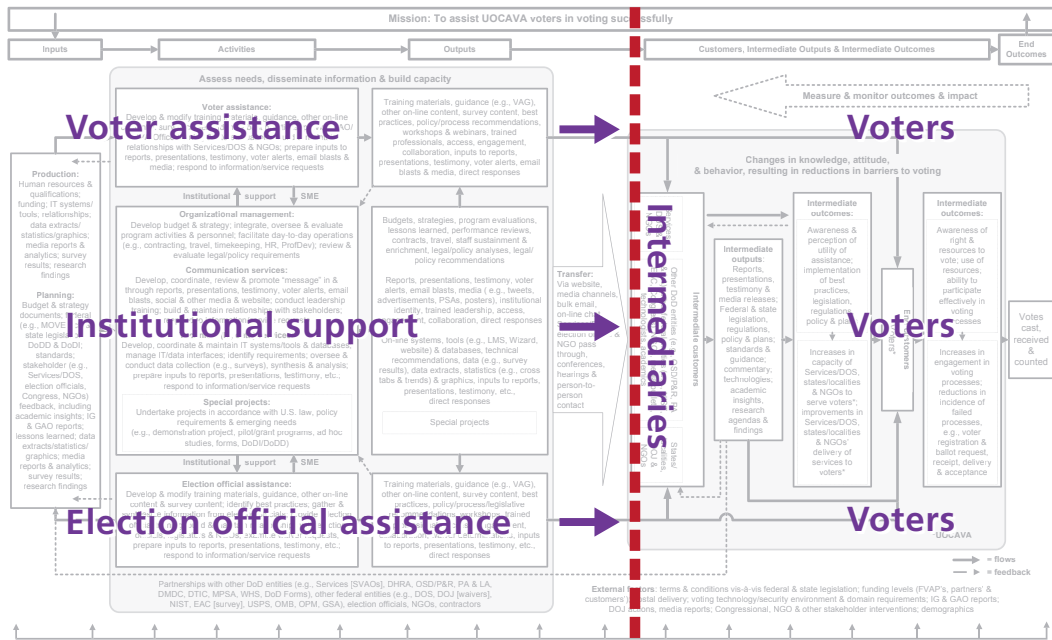 Mission: To assist UOCAVA voters in voting successfully
Inputs
Activities
Outputs
Customers, Intermediate Outputs & Intermediate Outcomes
End
Outcomes
Assess needs, disseminate information & build capacity
Measure & monitor outcomes & impact
Voter assistance
Voters
Institutional support
Voters
Election official assistance
Voters
Intermediaries
Production:
Human resources &
qualifications;
funding; IT systems/
tools, relationships,
data extracts/
statistics/graphics;
media reports &
analytics; survey
results; research
findings
Planning:
Budget & strategy
DoDD & DoDI;
standards;
stakeholder (e.g.,
Services/DOS,
election officials,
Congress, NGOs)
feedback, including
academic insights; IG
& GAO reports;
lessons learned; data
extracts/statistics/
graphics; media
reports & analytics;
survey results;
research findings
Voter assistance:
relationships with Services/DOS & NGOs; prepare inputs to
reports, presentations, testimony, voter alerts, email blasts &
media; respond to information/service requests
Institutional support
SME
Organizational management:
Develop budget & strategy; integrate, oversee & evaluate
program activities & personnel; facilitate day-to-day operations
(e.g., contracting, travel, timekeeping, HR, ProfDev); review &
evaluate legal/policy requirements
Communication services:
Develop, coordinate, review & promote "message" in &
through reports, presentations, testimony, voter alerts, email
blasts, social & other media & website; conduct leadership
training; build & maintain relationships with stakeholders;
Develop, coordinate & maintain IT systems/tools & databases;
manage IT/data interfaces; identify requirements; oversee &
conduct data collection (e.g., surveys), synthesis & analysis;
prepare inputs to reports, presentations, testimony, etc.;
respond to information/service requests
Special projects:
Undertake projects in accordance with U.S. law, policy
requirements & emerging needs
(e.g., demonstration project, pilot/grant programs, ad hoc
studies, forms, DoDI/DoDD)
Institutional support
SME
Election official assistance:
Develop & modify training materials, guidance, other on-line
content & survey content; identify best practices; gather &
prepare inputs to reports, presentations, testimony, etc.;
respond to information/service requests
Training materials, guidance (e.g., VAG),
other on-line content, survey content, best
practices, policy/process recommendations,
workshops & webinars, trained
professionals, access, engagement,
collaboration, inputs to reports,
presentations, testimony, voter alerts, email
blasts & media, direct responses
Budgets, strategies, program evaluations,
lessons learned, performance reviews,
contracts, travel, staff sustainment &
enrichment, legal/policy analyses, legal/
policy recommendations
Reports, presentations, testimony, voter
alerts, email blasts, media (e.g., tweets,
advertisements, PSAs, posters), institutional
identity, trained leadership, access,
collaboration, direct responses
On-line systems, tools (e.g., LMS, Wizard,
website) & databases, technical
recommendations, data (e.g., survey
results), data extracts, statistics (e.g., cross
tabs & trends) & graphics, inputs to reports,
presentations, testimony, etc.,
direct responses
Special projects
Training materials, guidance (e.g., VAG),
other on-line content, survey content, best
practices, policy/process/legislative
to reports, presentations, testimony, etc.,
direct responses
Transfer:
Via website,
media channels,
bulk email,
NGO pass
through,
conferences,
hearings &
person-to-
person
contact
Intermediate customers
Changes in knowledge, attitude,
& behavior, resulting in reductions in barriers to voting
Intermediate
outputs:
Reports,
presentations,
testimony &
media releases;
Federal & state
legislation,
regulations,
policy & plans;
standards &
guidance;
commentary;
technologies;
academic
insights,
research
agendas &
findings
Intermediate
outcomes:
Awareness &
perception of
utility of
assistance;
implementation
of best
practices,
legislation,
regulations,
policy & plans
Increases in
capacity of
Services/DOS,
states/localities
& NGOs
to serve voters*;
improvements in
Services/DOS,
states/localities
& NGOs'
delivery of
services to
voters*
Intermediate
outcomes:
Awareness of
right &
resources to
vote; use of
resources,
ability to
participate
effectively in
voting
processes
Increases in
engagement in
voting
processes;
reductions in
incidence of
failed
processes,
e.g., voter
registration &
ballot request,
receipt, delivery
& acceptance
Votes
cast,
received &
counted
= flows
= feedback
Partnerships with other DoD entities (e.g., Services [SVAOs], DHRA, OSD/P&R, PA & LA,
DMDC, DTIC, MPSA, WHS, DoD Forms), other federal entities (e.g., DOS, DOJ [waivers],
NIST, EAC [survey], USPS, OMB, OPM, GSA), election officials, NGOs, contractors
External factors: terms & conditions vis-à-vis federal & state legislation; funding levels (FVAP's, partners' &
customers'); postal delivery; voting technology/security environment & domain requirements; IG & GAO reports;
DOJ actions, media reports; Congressional, NGO & other stakeholder interventions; demographics